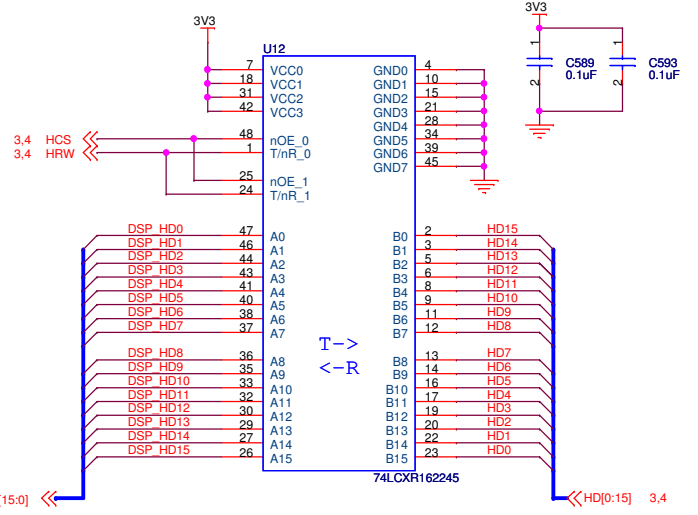 3V3
3V3
U12
1
1
C589
0.1uF
C593
0.1uF
2
2
7 VCC0 GND0 4
18 VCC1 GND1 10
31 VCC2 GND2 15
42 VCC3 GND3 21
GND4 28
3,4 HCS 48 nOE_0 GND5 34
3,4 HRW 1 T/nR_0 GND6 39
GND7 45
25 nOE_1
24 T/nR_1
DSP_HD0 47 A0 B0 2 HD15
DSP_HD1 46 A1 B1 3 HD14
DSP_HD2 44 A2 B2 5 HD13
DSP_HD3 43 A3 B3 6 HD12
DSP_HD4 41 A4 B4 8 HD11
DSP_HD5 40 A5 B5 9 HD10
DSP_HD6 38 A6 B6 11 HD9
DSP_HD7 37 A7 B7 12 HD8
T->
DSP_HD8 36 A8 B8 13 HD7
<-R
DSP_HD9 35 A9 B9 14 HD6
DSP_HD10 33 A10 B10 16 HD5
DSP_HD11 32 A11 B11 17 HD4
DSP_HD12 30 A12 B12 19 HD3
DSP_HD13 29 A13 B13 20 HD2
DSP_HD14 27 A14 B14 22 HD1
DSP_HD15 26 A15 B15 23 HD0
74LCXR162245
[15:0]
HD[0:15] 3,4